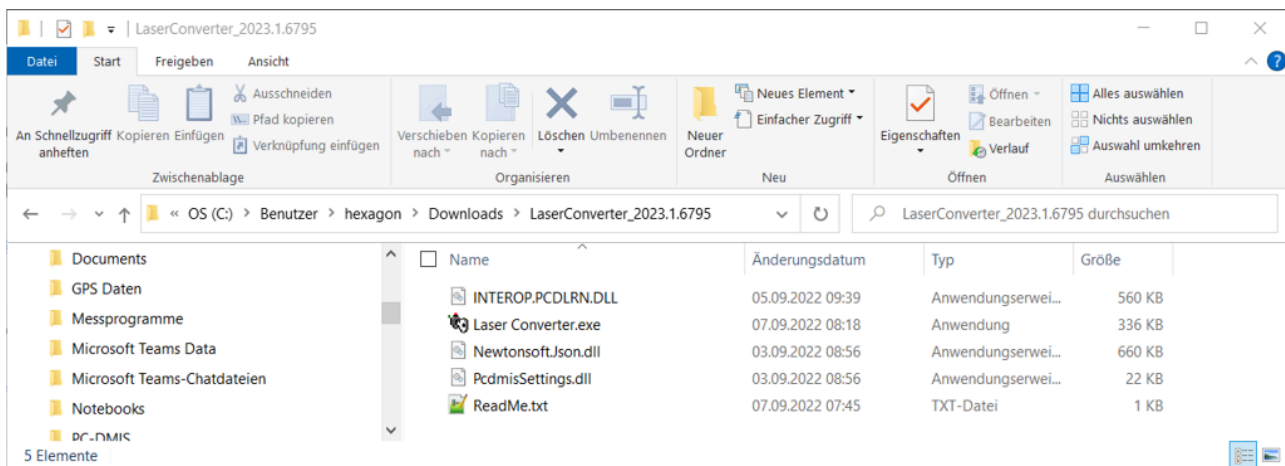 LaserConverter_2023.1.6795
Datei Start Freigeben Ansicht
An Schnellzugriff anheften
Kopieren
Einfügen
Ausschneiden
Pfad kopieren
Verknüpfung einfügen
Zwischenablage
Verschieben nach
Kopieren nach
Löschen
Umbenennen
Organisieren
Neuer Ordner
Neues Element
Einfacher Zugriff
Neu
Eigenschaften
Öffnen
Bearbeiten
Verlauf
Öffnen
Alles auswählen
Nichts auswählen
Auswahl umkehren
Auswählen
« OS (C:) > Benutzer > hexagon > Downloads > LaserConverter_2023.1.6795
LaserConverter_2023.1.6795 durchsuchen
Documents
GPS Daten
Messprogramme
Microsoft Teams Data
Microsoft Teams-Chatdateien
Notebooks
PC-DMIS
Name Änderungsdatum Typ Größe
INTEROP.PCDLRN.DLL 05.09.2022 09:39 Anwendungserwei... 560 KB
Laser Converter.exe 07.09.2022 08:18 Anwendung 336 KB
Newtonsoft.Json.dll 03.09.2022 08:56 Anwendungserwei... 660 KB
PcdmisSettings.dll 03.09.2022 08:56 Anwendungserwei... 22 KB
ReadMe.txt 07.09.2022 07:45 TXT-Datei 1 KB
5 Elemente